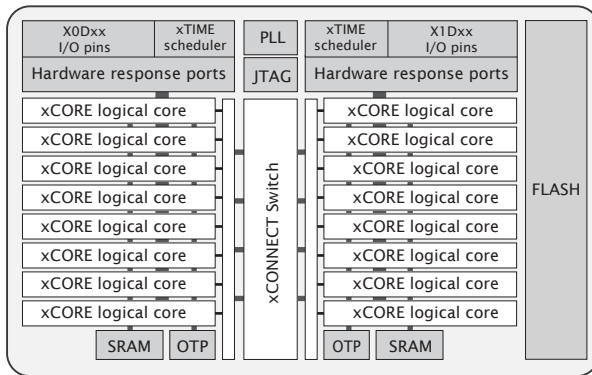 X0Dxx
I/O pins
xTIME
scheduler
PLL
xTIME
scheduler
X1Dxx
I/O pins
Hardware response ports
JTAG
Hardware response ports
xCORE logical core
xCORE logical core
xCORE logical core
xCORE logical core
xCORE logical core
xCORE logical core
xCORE logical core
xCORE logical core
xCONNECT Switch
xCORE logical core
xCORE logical core
xCORE logical core
xCORE logical core
xCORE logical core
xCORE logical core
xCORE logical core
xCORE logical core
FLASH
SRAM
OTP
OTP
SRAM